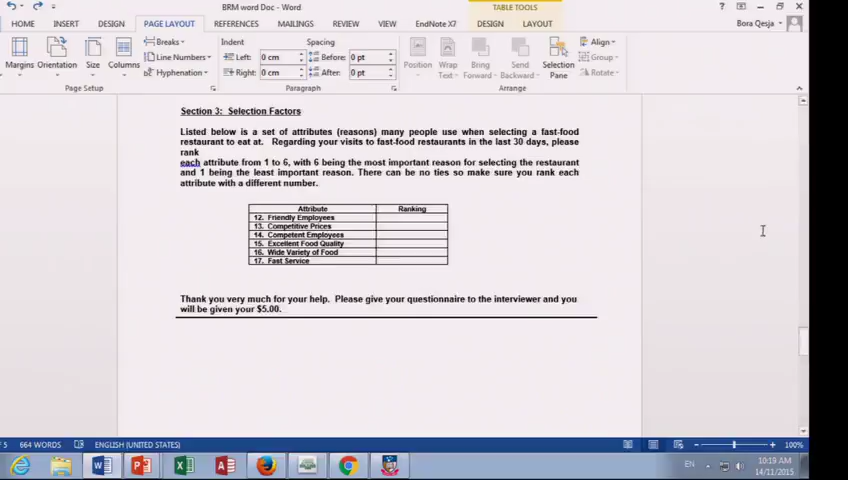 BRM word Doc - Word
TABLE TOOLS
HOME INSERT DESIGN PAGE LAYOUT REFERENCES MAILINGS REVIEW VIEW EndNote X7 DESIGN LAYOUT Bora Qesja
Margins Orientation Size Columns
Breaks
Line Numbers
Hyphenation
Page Setup
Indent Spacing
Left: 0 cm Before: 0 pt
Right: 0 cm After: 0 pt
Paragraph
Position Wrap Text Bring Forward Send Backward Selection Pane
Align
Group
Rotate
Arrange
Section 3: Selection Factors
Listed below is a set of attributes (reasons) many people use when selecting a fast-food
restaurant to eat at. Regarding your visits to fast-food restaurants in the last 30 days, please
rank
each attribute from 1 to 6, with 6 being the most important reason for selecting the restaurant
and 1 being the least important reason. There can be no ties so make sure you rank each
attribute with a different number.
Attribute Ranking
12. Friendly Employees
13. Competitive Prices
14. Competent Employees
15. Excellent Food Quality
16. Wide Variety of Food
17. Fast Service
Thank you very much for your help. Please give your questionnaire to the interviewer and you
will be given your $5.00.
OF 5 664 WORDS ENGLISH (UNITED STATES) 100%
EN 10:19 AM
14/11/2015